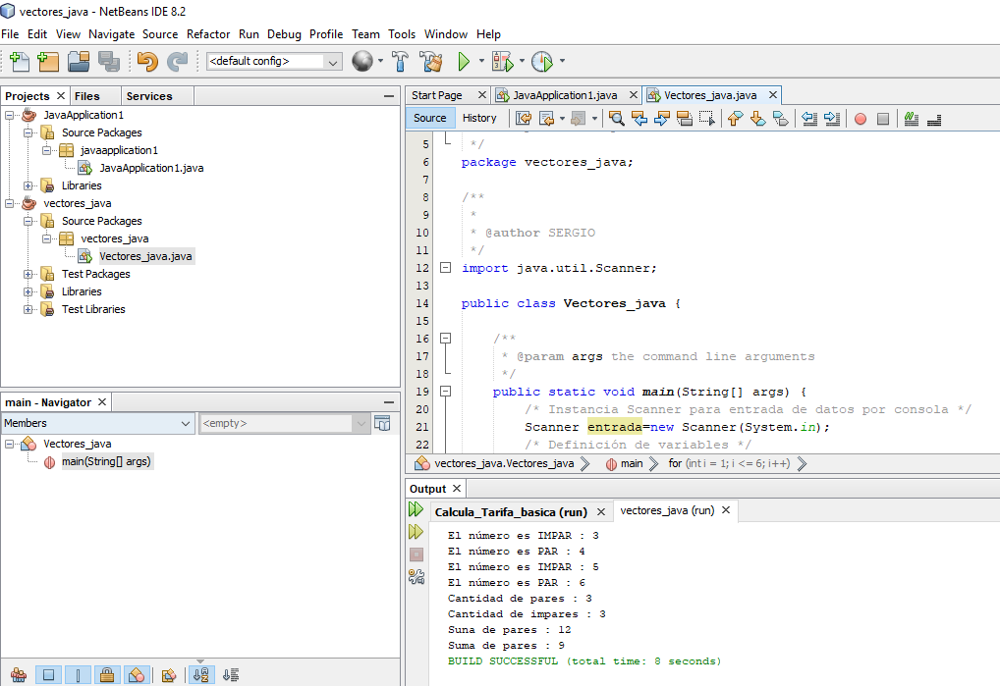 vectores_java - NetBeans IDE 8.2
File Edit View Navigate Source Refactor Run Debug Profile Team Tools Window Help
<default config>
Projects Files Services
JavaApplication1
Source Packages
javaapplication1
JavaApplication1.java
Libraries
vectores_java
Source Packages
vectores_java
Vectores_java.java
Test Packages
Libraries
Test Libraries
main - Navigator
Members <empty>
Vectores_java
main(String[] args)
Start Page JavaApplication1.java Vectores_java.java
Source History
5 */
6 package vectores_java;
7
8 /**
9 *
10 * @author SERGIO
11 */
12 import java.util.Scanner;
13
14 public class Vectores_java {
15
16 /**
17 * @param args the command line arguments
18 */
19 public static void main(String[] args) {
20 /* Instancia Scanner para entrada de datos por consola */
21 Scanner entrada=new Scanner(System.in);
22 /* Definición de variables */
vectores_java.Vectores_java main for (int i = 1; i <= 6; i++)
Output
Calcula_Tarifa_basica (run) vectores_java (run)
El número es IMPAR : 3
El número es PAR : 4
El número es IMPAR : 5
El número es PAR : 6
Cantidad de pares : 3
Cantidad de impares : 3
Suna de pares : 12
Suma de pares : 9
BUILD SUCCESSFUL (total time: 8 seconds)